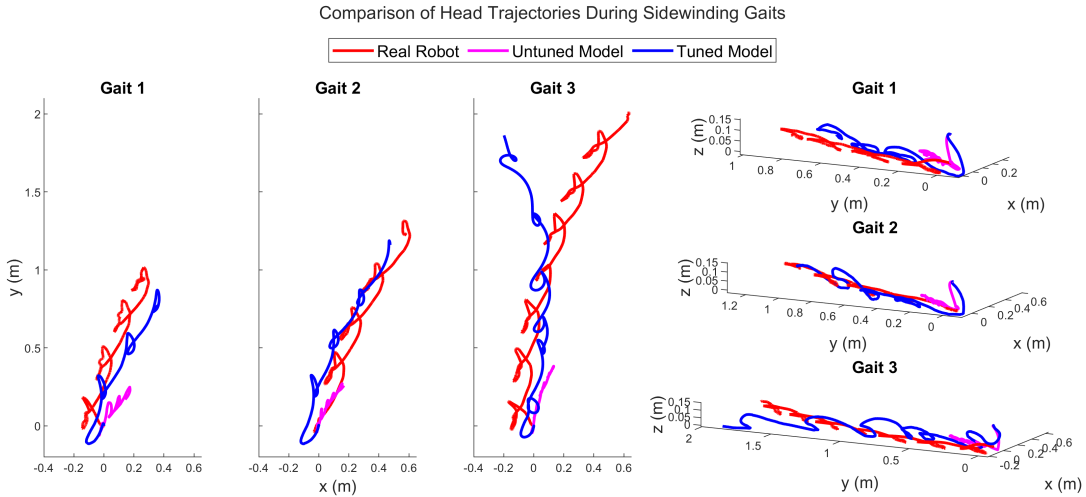 Comparison of Head Trajectories During Sidewinding Gaits
Real Robot Untuned Model Tuned Model
Gait 1
2
1.5
1
0.5
0
y (m)
-0.4 -0.2 0 0.2 0.4 0.6
Gait 2
-0.4 -0.2 0 0.2 0.4 0.6
x (m)
Gait 3
-0.4 -0.2 0 0.2 0.4 0.6
Gait 1
0.15
0.1
0.05
0
z (m)
1 0.8 0.6 0.4 0.2 0
y (m)
0 0.2
x (m)
Gait 2
0.15
0.1
0.05
0
z (m)
1.2 1 0.8 0.6 0.4 0.2 0
y (m)
0 0.2 0.4 0.6
x (m)
Gait 3
0.15
0.1
0.05
0
z (m)
2 1.5 1 0.5 0
y (m)
-0.2 0 0.2 0.4 0.6
x (m)